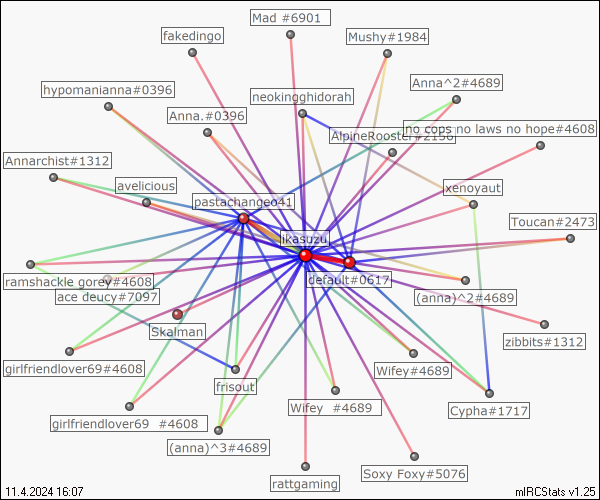 Mad #6901
fakedingo
Mushy#1984
hypomanianna#0396
neokingghidorah
Anna^2#4689
Anna.#0396
AlpineRooster#2156
no cops no laws no hope#4608
Annarchist#1312
avelicious
xenoyaut
pastachangeo41
Toucan#2473
ikasuzu
default#0617
ramshackle gorey#4608
ace deucy#7097
(anna)^2#4689
Skalman
zibbits#1312
girlfriendlover69#4608
frisout
Wifey#4689
Wifey #4689
Cypha#1717
girlfriendlover69 #4608
(anna)^3#4689
Soxy Foxy#5076
rattgaming
11.4.2024 16:07
mIRCStats v1.25